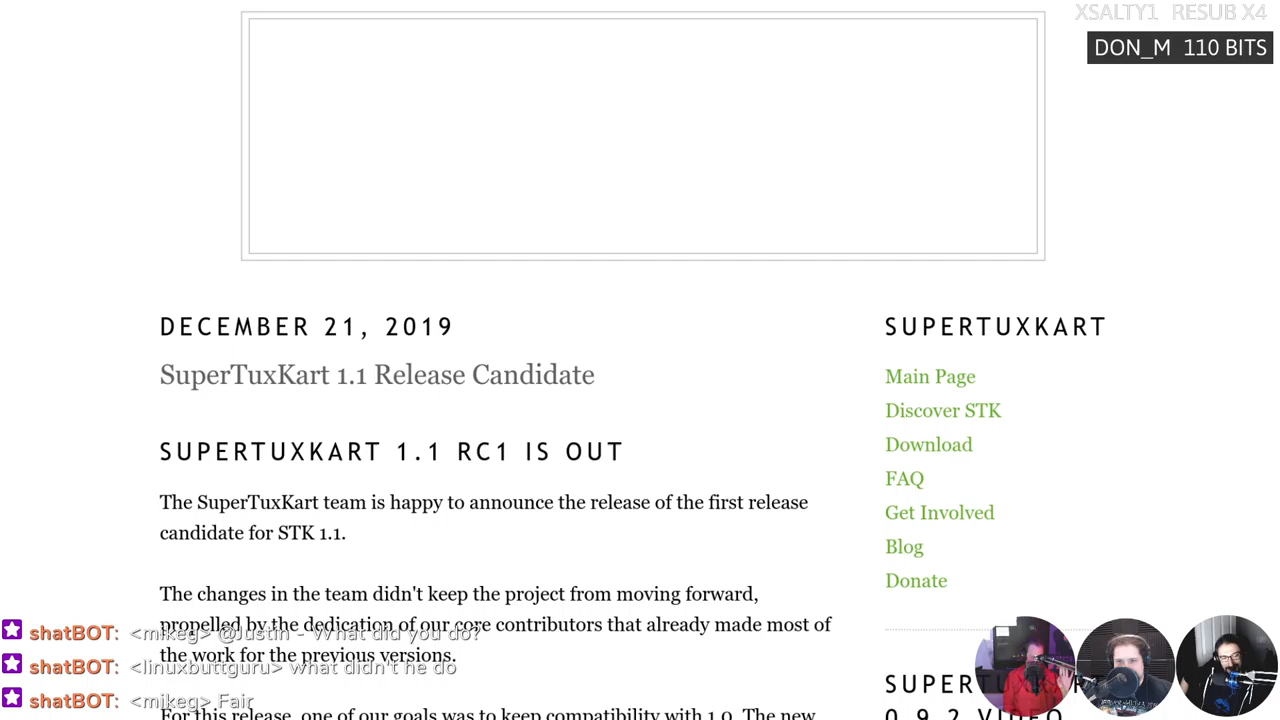 XSALTY1 RESUB X4
DON_M 110 BITS
DECEMBER 21, 2019
SuperTuxKart 1.1 Release Candidate
SUPERTUXKART 1.1 RC1 IS OUT
The SuperTuxKart team is happy to announce the release of the first release
candidate for STK 1.1.
The changes in the team didn't keep the project from moving forward,
propelled by the dedication of our core contributors that already made most of
the work for the previous versions.
For this release, one of our goals was to keep compatibility with 1.0. The new
SUPERTUXKART
Main Page
Discover STK
Download
FAQ
Get Involved
Blog
Donate
SUPERTUXKART
0.9.2 VIDEO
shatBOT: <mikeg> @Justin - What did you do?
shatBOT: <linuxbuttguru> what didn't he do
shatBOT: <mikeg> Fair